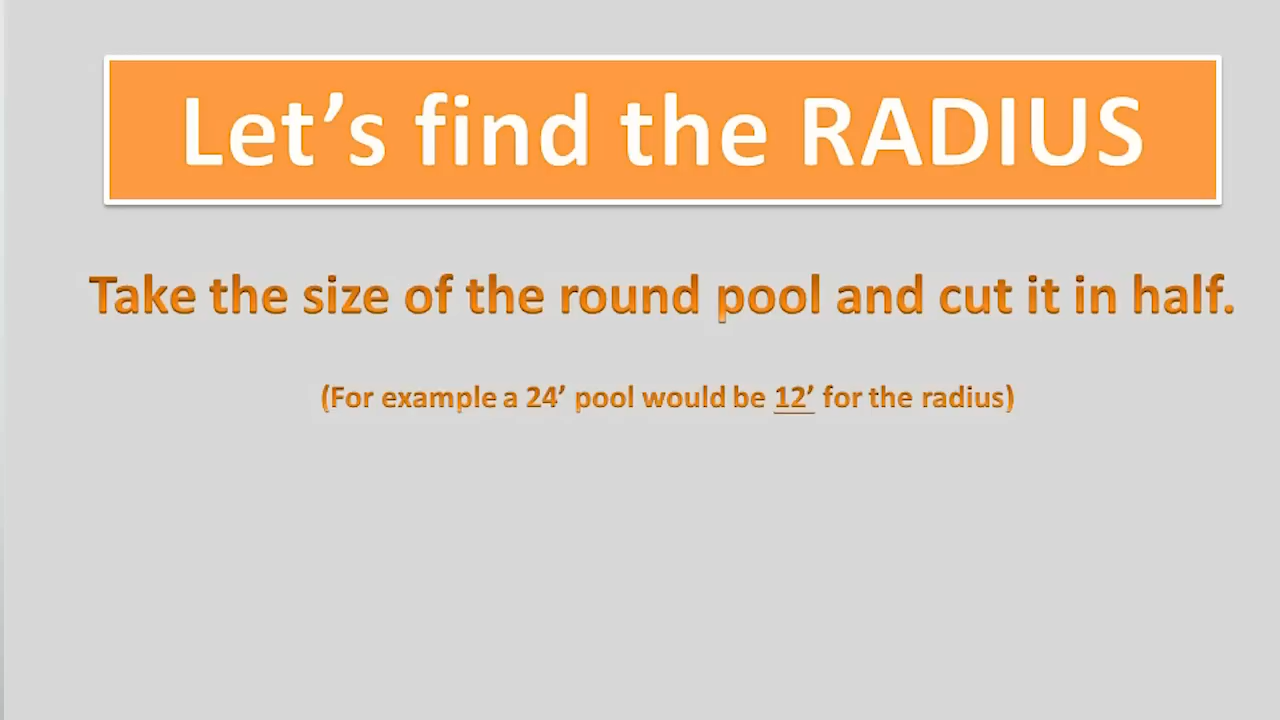 Let’s find the RADIUS
Take the size of the round pool and cut it in half.
(For example a 24’ pool would be 12’ for the radius)